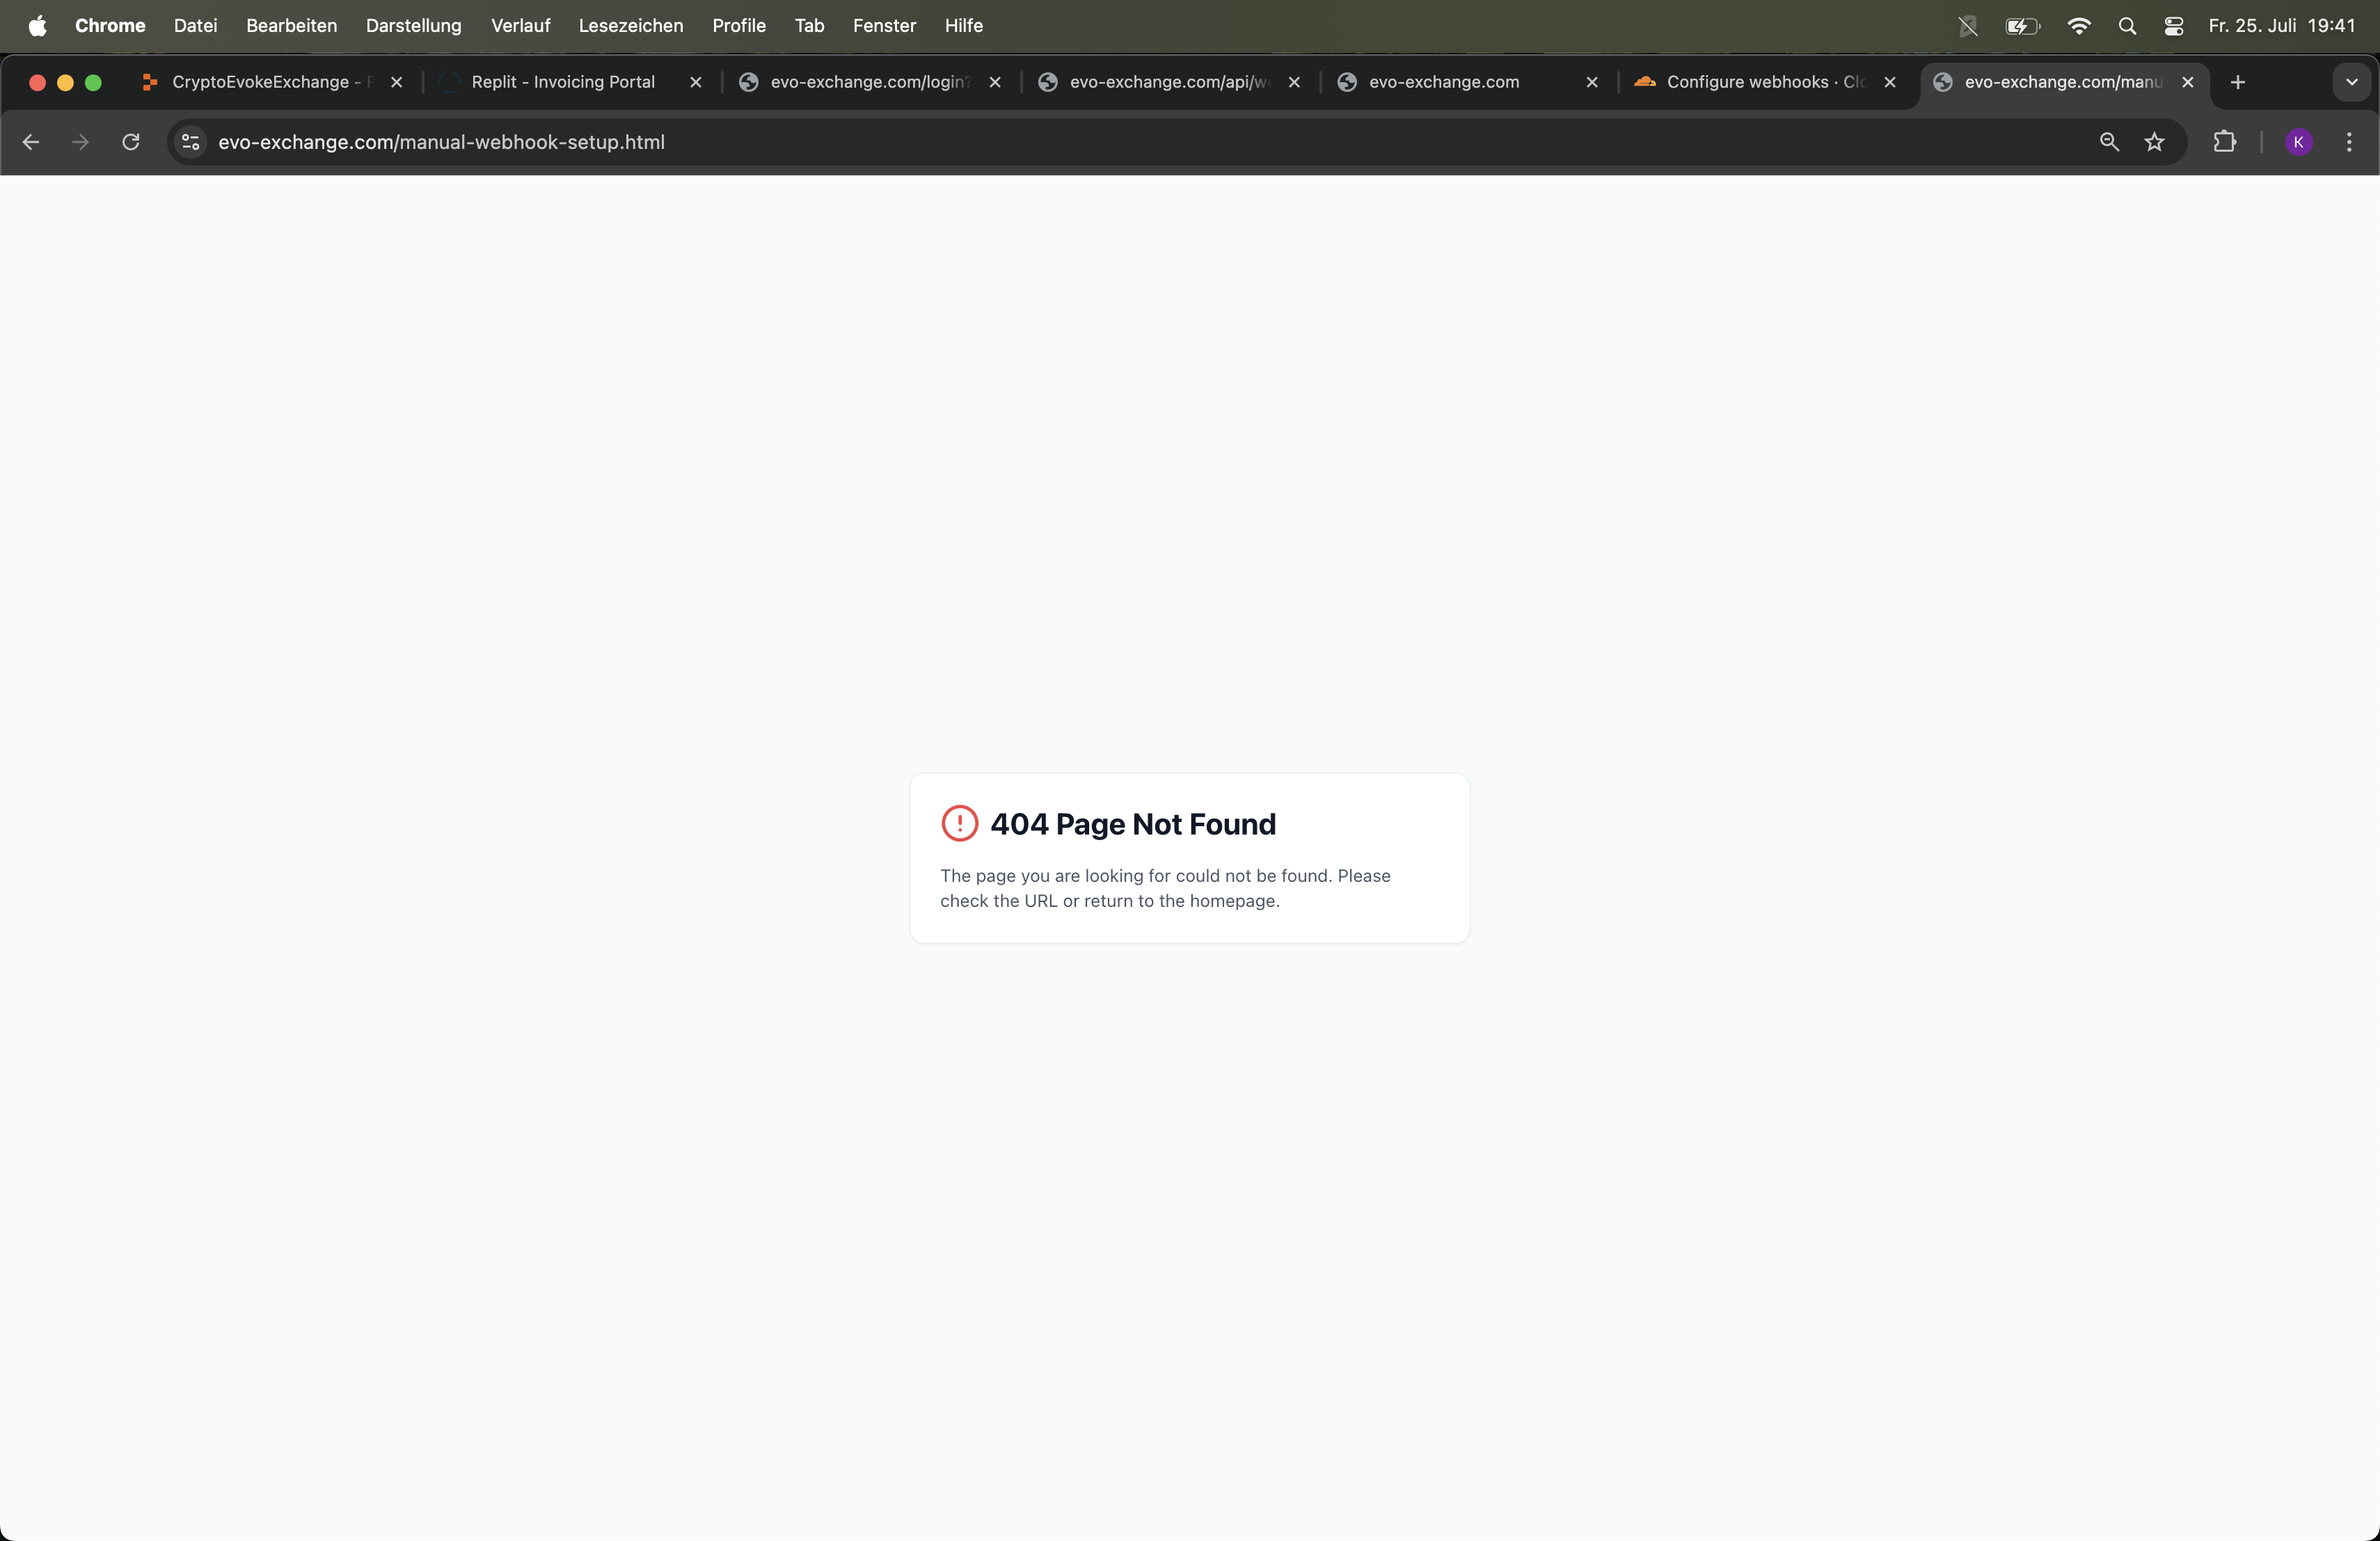 Chrome Datei Bearbeiten Darstellung Verlauf Lesezeichen Profile Tab Fenster Hilfe Fr. 25. Juli 19:41
CryptoEvokeExchange - Replit - Invoicing Portal evo-exchange.com/login? evo-exchange.com/api/w evo-exchange.com Configure webhooks · Clo evo-exchange.com/manu
evo-exchange.com/manual-webhook-setup.html K
404 Page Not Found
The page you are looking for could not be found. Please
check the URL or return to the homepage.